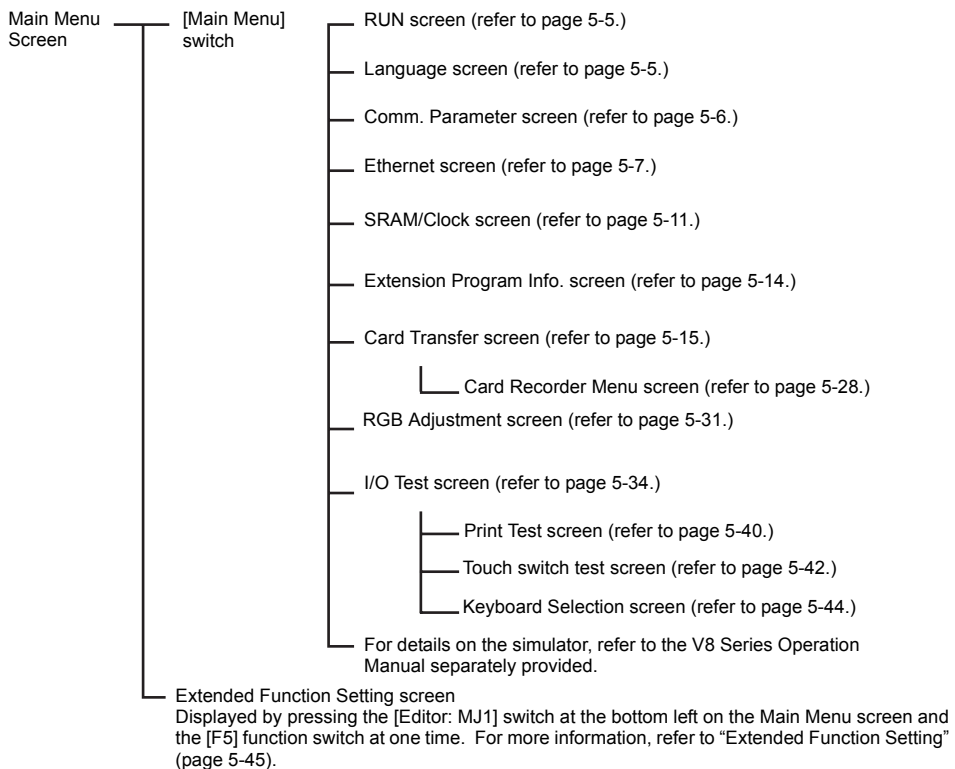 Main Menu
Screen
[Main Menu]
switch
RUN screen (refer to page 5-5.)
Language screen (refer to page 5-5.)
Comm. Parameter screen (refer to page 5-6.)
Ethernet screen (refer to page 5-7.)
SRAM/Clock screen (refer to page 5-11.)
Extension Program Info. screen (refer to page 5-14.)
Card Transfer screen (refer to page 5-15.)
Card Recorder Menu screen (refer to page 5-28.)
RGB Adjustment screen (refer to page 5-31.)
I/O Test screen (refer to page 5-34.)
Print Test screen (refer to page 5-40.)
Touch switch test screen (refer to page 5-42.)
Keyboard Selection screen (refer to page 5-44.)
For details on the simulator, refer to the V8 Series Operation
Manual separately provided.
Extended Function Setting screen
Displayed by pressing the [Editor: MJ1] switch at the bottom left on the Main Menu screen and
the [F5] function switch at one time.  For more information, refer to “Extended Function Setting”
(page 5-45).